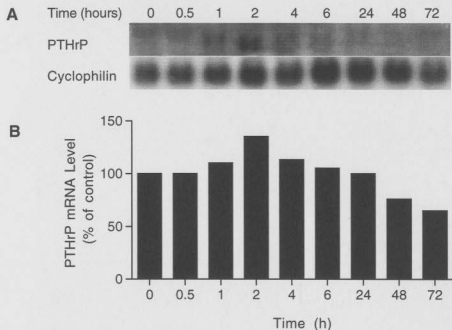 A Time (hours) 0 0.5 1 2 4 6 24 48 72
PTHrP
Cyclophilin
B
PTHrP mRNA Level
(% of control)
150
100
50
0
0 0.5 1 2 4 6 24 48 72
Time (h)